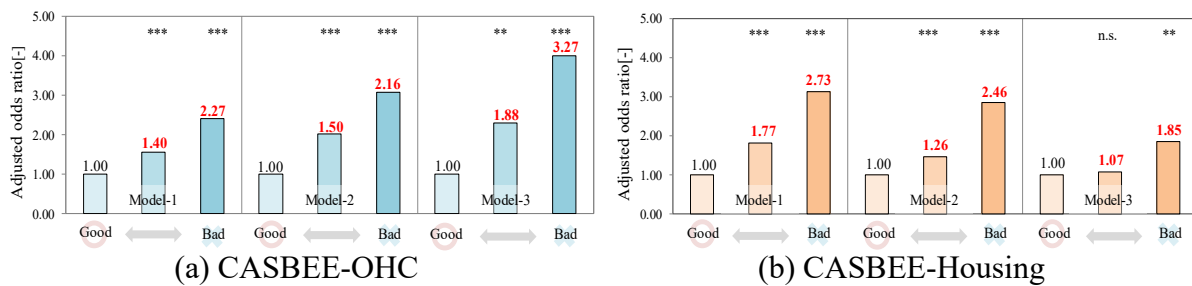 Adjusted odds ratio[-]
5.00
4.00
3.00
2.00
1.00
0.00
*** *** *** *** ** ***
1.00 1.40 2.27 1.00 1.50 2.16 1.00 1.88 3.27
Model-1 Model-2 Model-3
Good Bad Good Bad Good Bad
(a) CASBEE-OHC
Adjusted odds ratio[-]
5.00
4.00
3.00
2.00
1.00
0.00
*** *** *** *** n.s. **
1.00 1.77 2.73 1.00 1.26 2.46 1.00 1.07 1.85
Model-1 Model-2 Model-3
Good Bad Good Bad Good Bad
(b) CASBEE-Housing